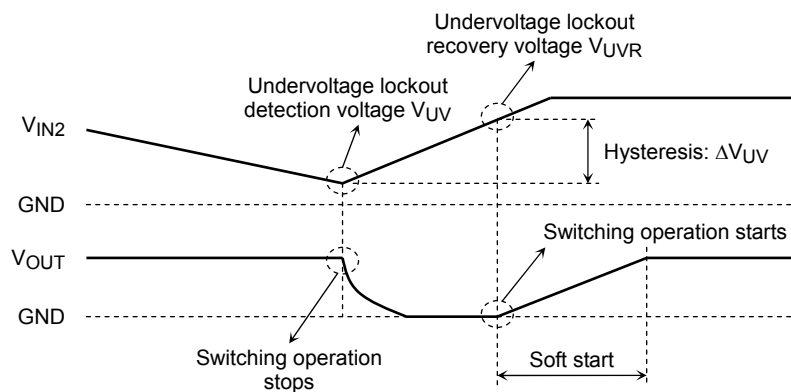 Undervoltage lockout
recovery voltage VUVR
Undervoltage lockout
detection voltage VUV
VIN2
Hysteresis: ΔVUV
GND
Switching operation starts
VOUT
GND
Switching operation
stops
Soft start